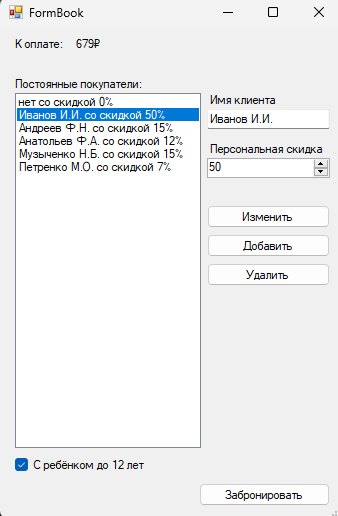 FormBook
К оплате: 679₽
Постоянные покупатели:
нет со скидкой 0%
Иванов И.И. со скидкой 50%
Андреев Ф.Н. со скидкой 15%
Анатольев Ф.А. со скидкой 12%
Музыченко Н.Б. со скидкой 15%
Петренко М.О. со скидкой 7%
Имя клиента
Иванов И.И.
Персональная скидка
50
Изменить
Добавить
Удалить
С ребёнком до 12 лет
Забронировать